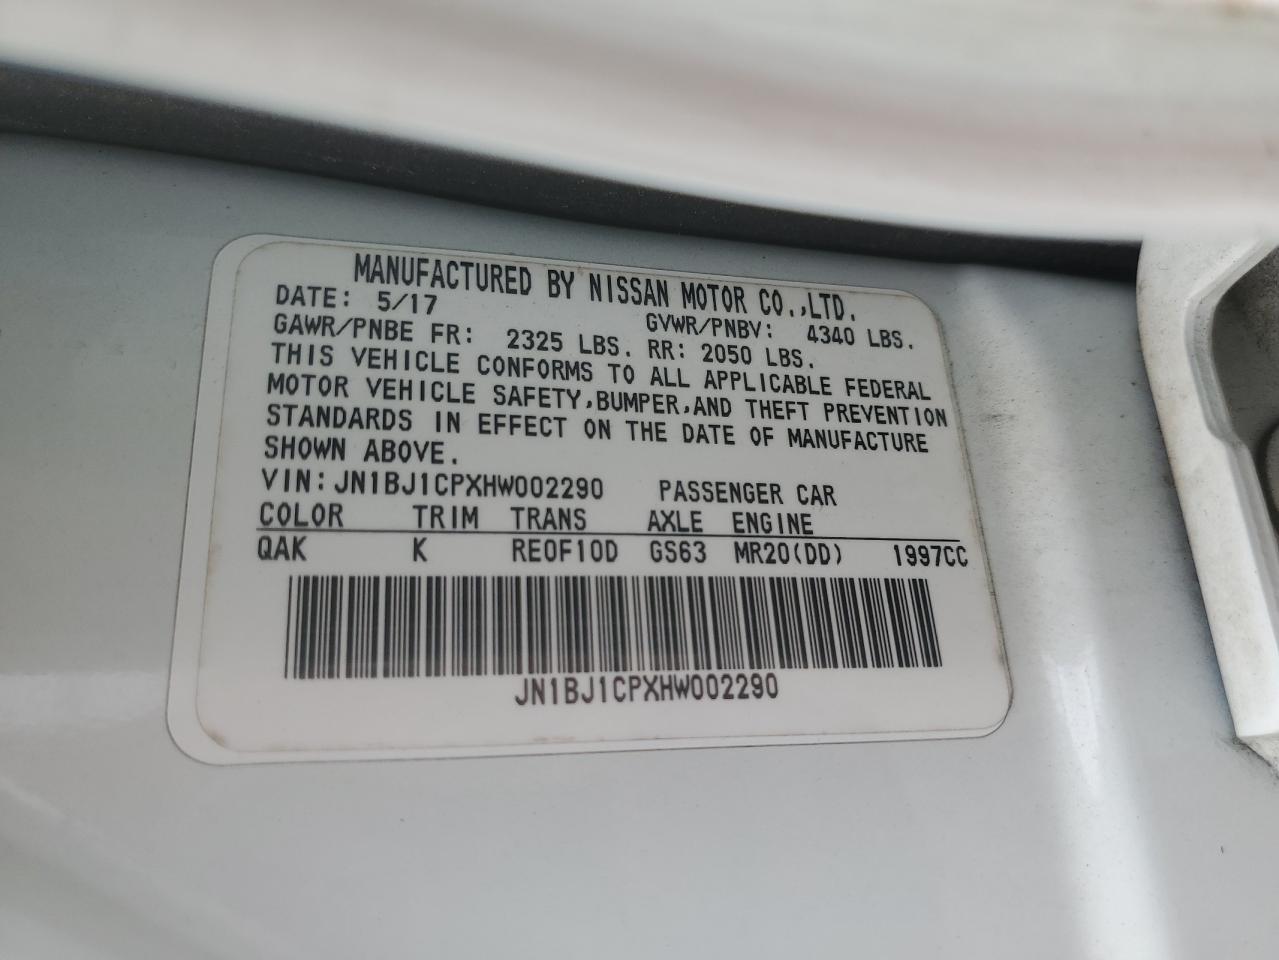 MANUFACTURED BY NISSAN MOTOR CO.,LTD.
DATE: 5/17 GVWR/PNBV: 4340 LBS.
GAWR/PNBE FR: 2325 LBS. RR: 2050 LBS.
THIS VEHICLE CONFORMS TO ALL APPLICABLE FEDERAL
MOTOR VEHICLE SAFETY,BUMPER,AND THEFT PREVENTION
STANDARDS IN EFFECT ON THE DATE OF MANUFACTURE
SHOWN ABOVE.
VIN:JN1BJ1CPXHW002290 PASSENGER CAR
COLOR TRIM TRANS AXLE ENGINE
QAK K RE0F10D GS63 MR20(DD) 1997CC
JN1BJ1CPXHW002290